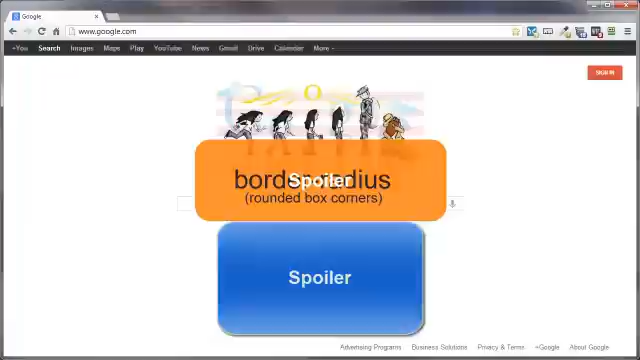 Google
www.google.com
+You Search Images Maps Play YouTube News Gmail Drive Calendar More
SIGN IN
border-radius
Spoiler
(rounded box corners)
Spoiler
Advertising Programs Business Solutions Privacy & Terms +Google About Google